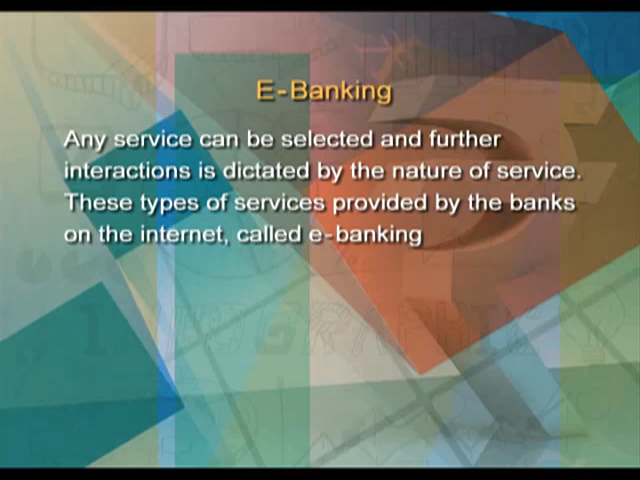 E-Banking
Any service can be selected and further
interactions is dictated by the nature of service.
These types of services provided by the banks
on the internet, called e-banking